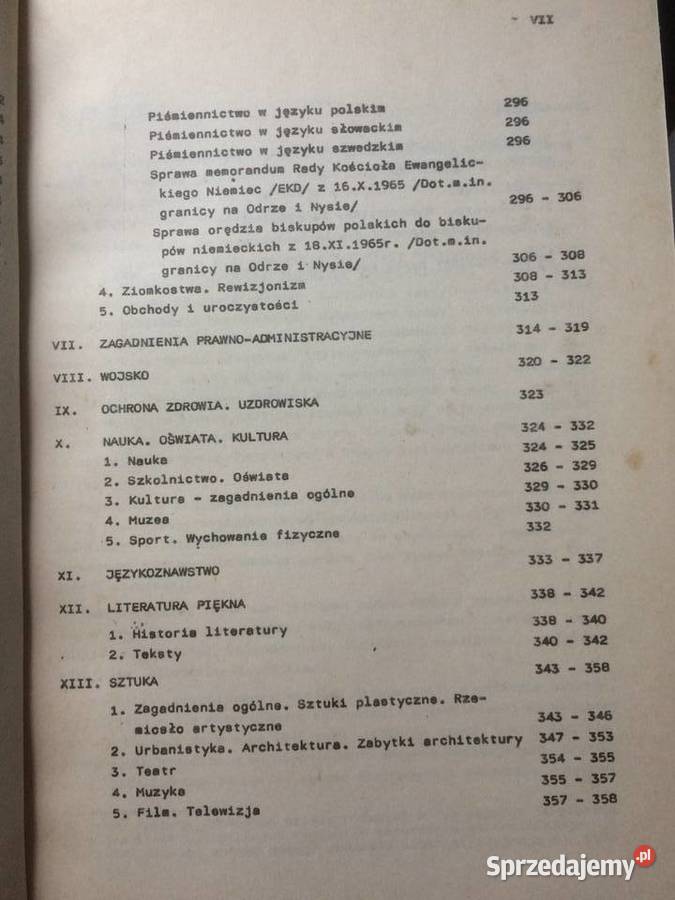 - VII
Piśmiennictwo w języku polskim 296
Piśmiennictwo w języku słowackim 296
Piśmiennictwo w języku szwedzkim 296
Sprawa memorandum Rady Kościoła Ewangelic-
kiego Niemiec /EKD/ z 16.X.1965 /Dot.m.in.
granicy na Odrze i Nysie/ 296 - 306
Sprawa orędzia biskupów polskich do bisku-
pów niemieckich z 18.XI.1965r. /Dot.m.in.
granicy na Odrze i Nysie/ 306 - 308
4. Ziomkostwa. Rewizjonizm 308 - 313
5. Obchody i uroczystości 313
VII. ZAGADNIENIA PRAWNO-ADMINISTRACYJNE 314 - 319
VIII. WOJSKO 320 - 322
IX. OCHRONA ZDROWIA. UZDROWISKA 323
X. NAUKA. OŚWIATA. KULTURA 324 - 332
1. Nauka 324 - 325
2. Szkolnictwo. Oświata 326 - 329
3. Kultura - zagadnienia ogólne 329 - 330
4. Muzea 330 - 331
5. Sport. Wychowanie fizyczne 332
XI. JĘZYKOZNAWSTWO 333 - 337
XII. LITERATURA PIĘKNA 338 - 342
1. Historia literatury 338 - 340
2. Teksty 340 - 342
XIII. SZTUKA 343 - 358
1. Zagadnienia ogólne. Sztuki plastyczne. Rze-
miosło artystyczne 343 - 346
2. Urbanistyka. Architektura. Zabytki architektury 347 - 353
3. Teatr 354 - 355
4. Muzyka 355 - 357
5. Film. Telewizja 357 - 358
Sprzedajemy.pl